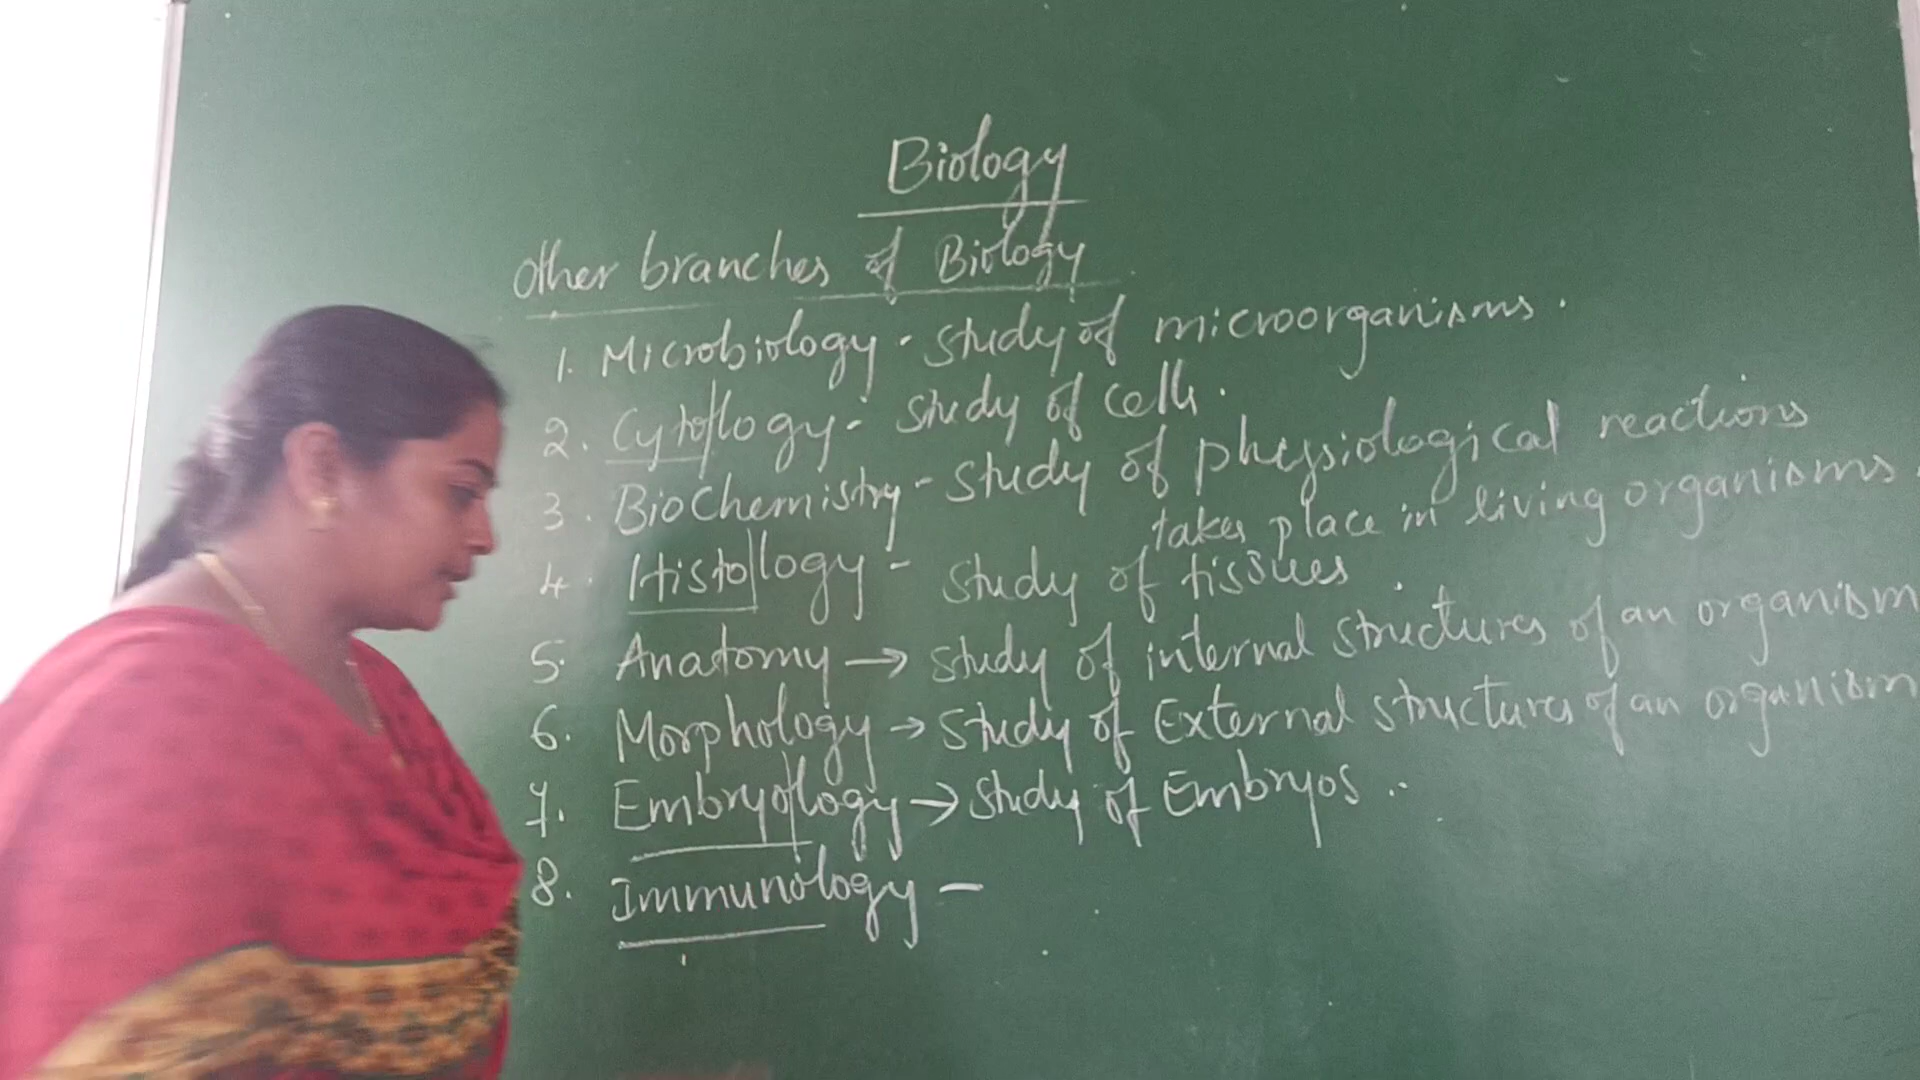 Biology
Other branches of Biology
1. Microbiology - study of microorganisms.
2. Cytology - study of cells.
3. BioChemistry - study of physiological reactions
takes place in living organisms.
4. Histology - study of tissues
5. Anatomy → study of internal structures of an organism
6. Morphology → study of External structures of an organism
7. Embryology → study of Embryos.
8. Immunology -